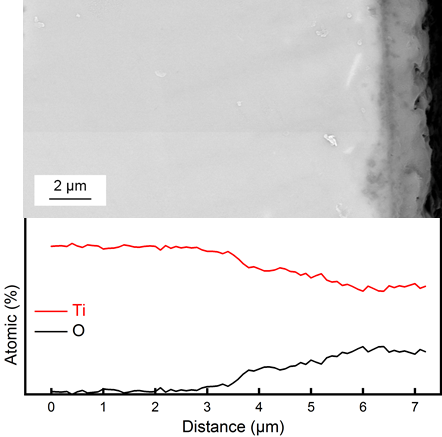 2 μm
Atomic (%)
Ti
O
0 1 2 3 4 5 6 7
Distance (μm)